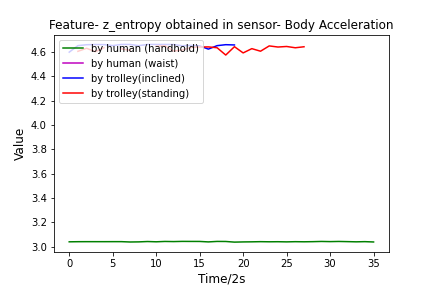 Feature- z_entropy obtained in sensor- Body Acceleration
by human (handhold)
by human (waist)
by trolley(inclined)
by trolley(standing)
Value
4.6
4.4
4.2
4.0
3.8
3.6
3.4
3.2
3.0
0 5 10 15 20 25 30 35
Time/2s